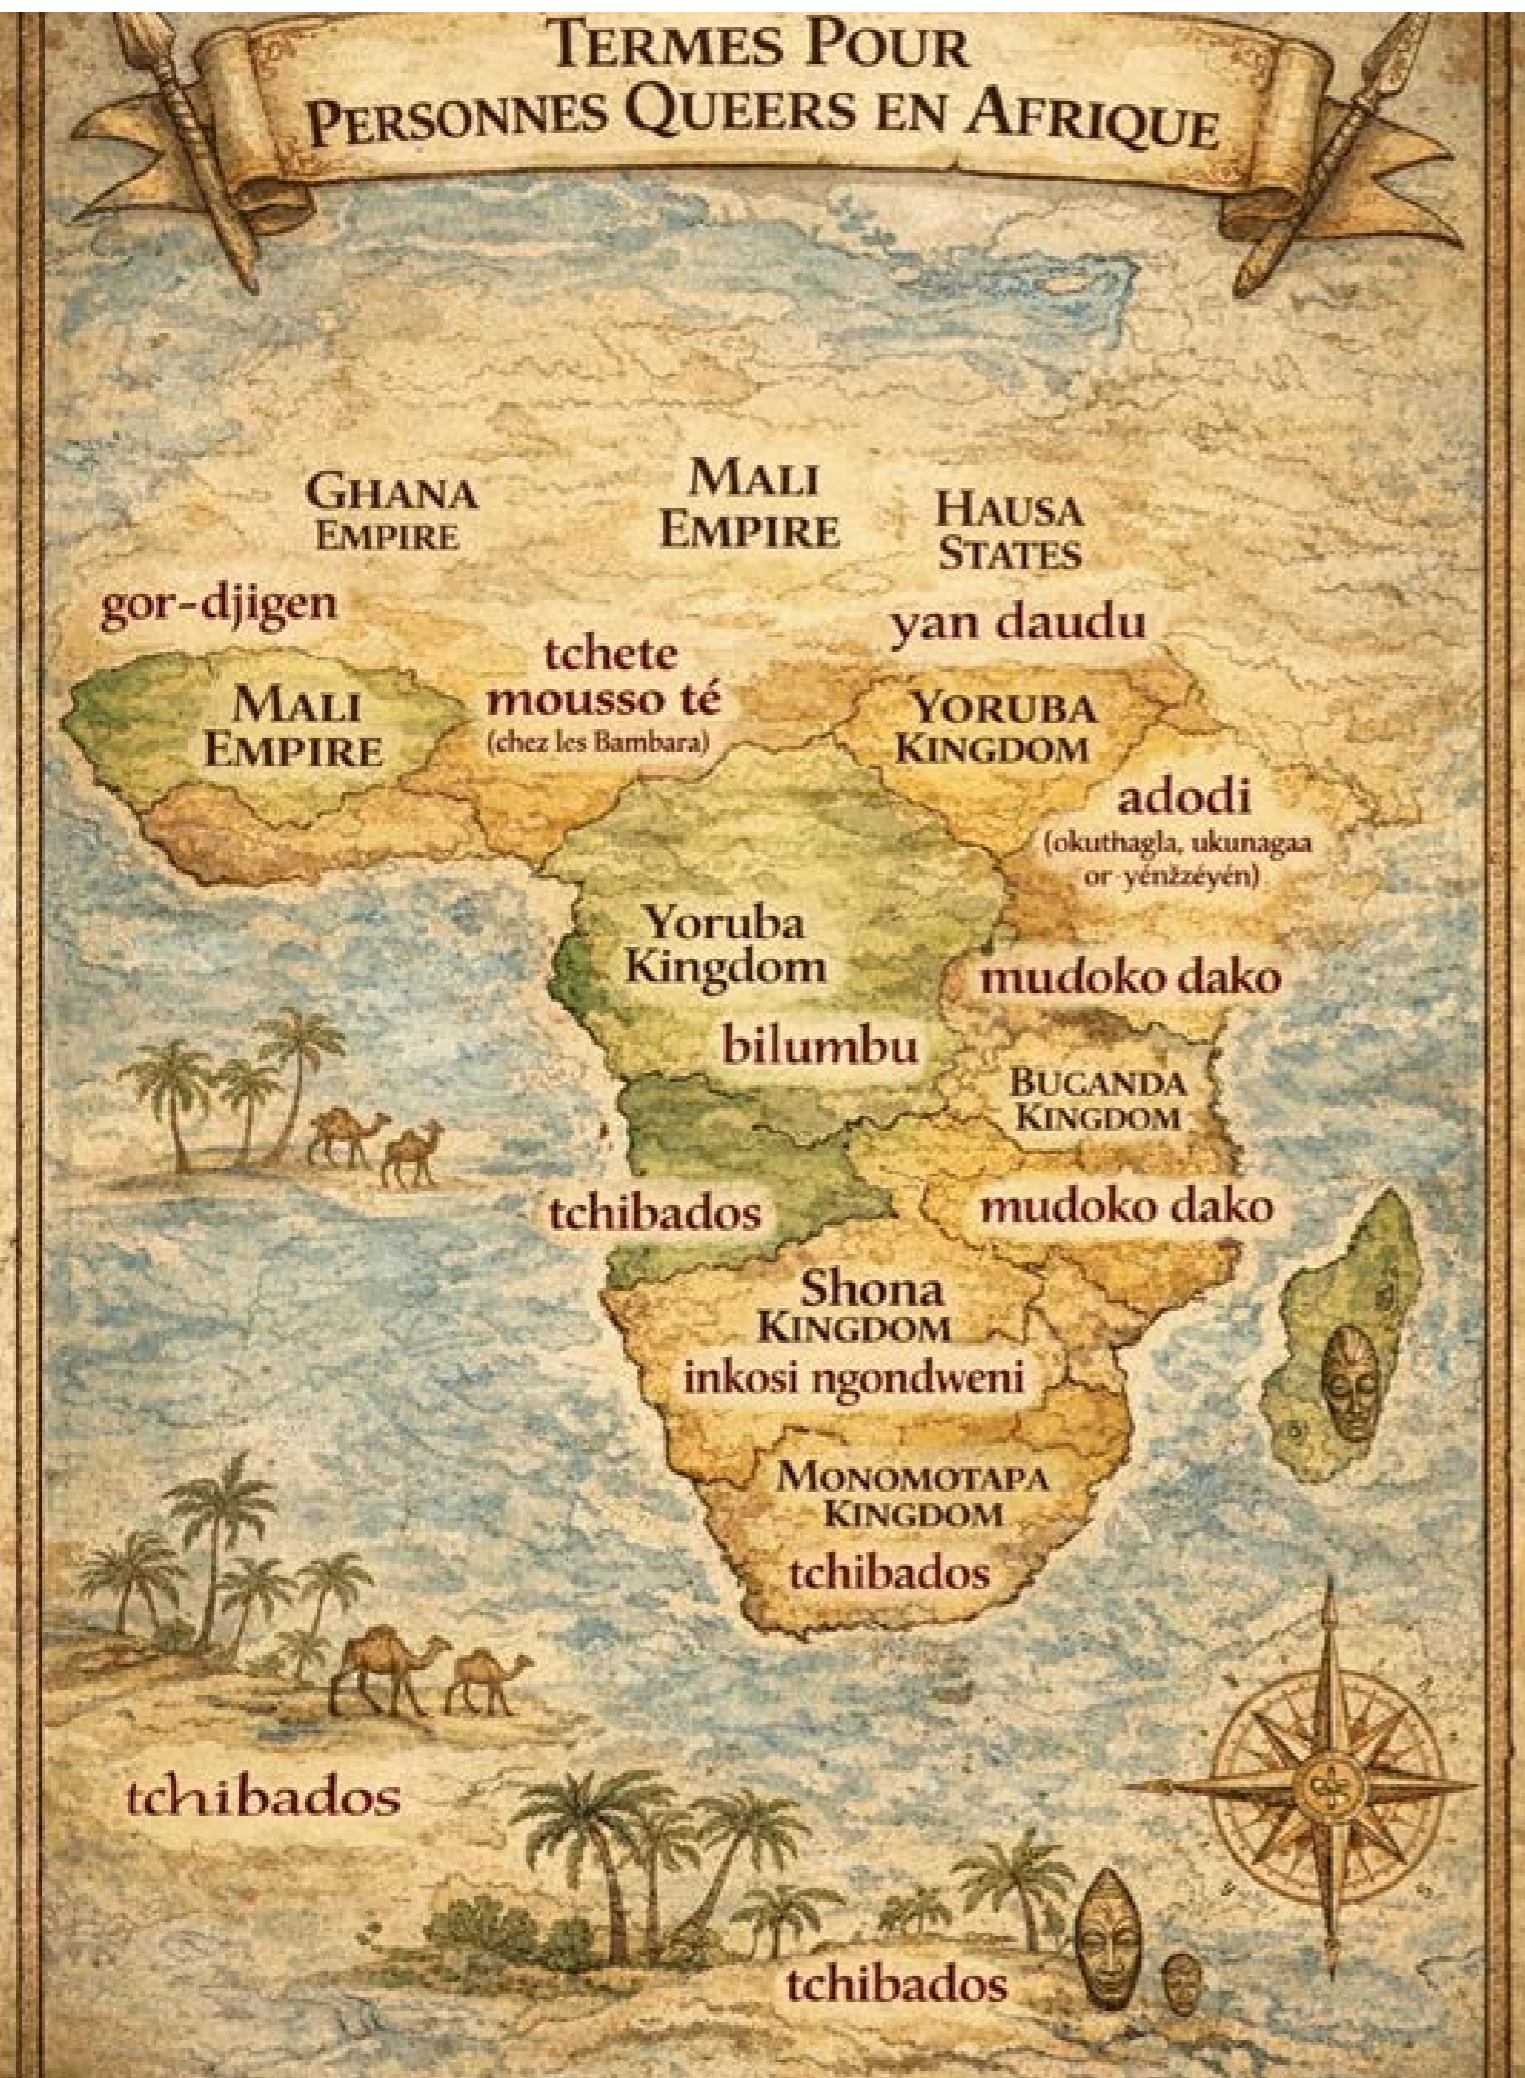 TERMES POUR
PERSONNES QUEERS EN AFRIQUE
GHANA
EMPIRE
MALI
EMPIRE
HAUSA
STATES
gor-djigen
yan daudu
tchete
mousso té
(chez les Bambara)
MALI
EMPIRE
YORUBA
KINGDOM
adodi
(okuthagla, ukunagaa
or yénžzéyén)
Yoruba
Kingdom
mudoko dako
bilumbu
BUGANDA
KINGDOM
tchibados
mudoko dako
Shona
KINGDOM
inkosi ngondweni
MONOMOTAPA
KINGDOM
tchibados
tchibados
tchibados